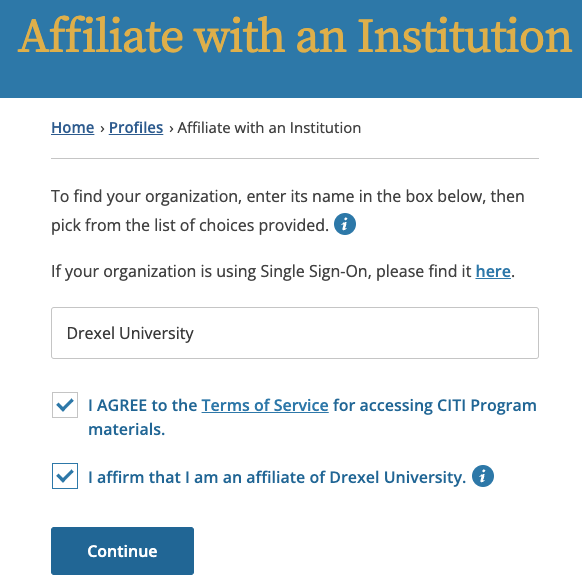 Affiliate with an Institution
Home › Profiles › Affiliate with an Institution
To find your organization, enter its name in the box below, then
pick from the list of choices provided. i
If your organization is using Single Sign-On, please find it here.
Drexel University
I AGREE to the Terms of Service for accessing CITI Program
materials.
I affirm that I am an affiliate of Drexel University. i
Continue